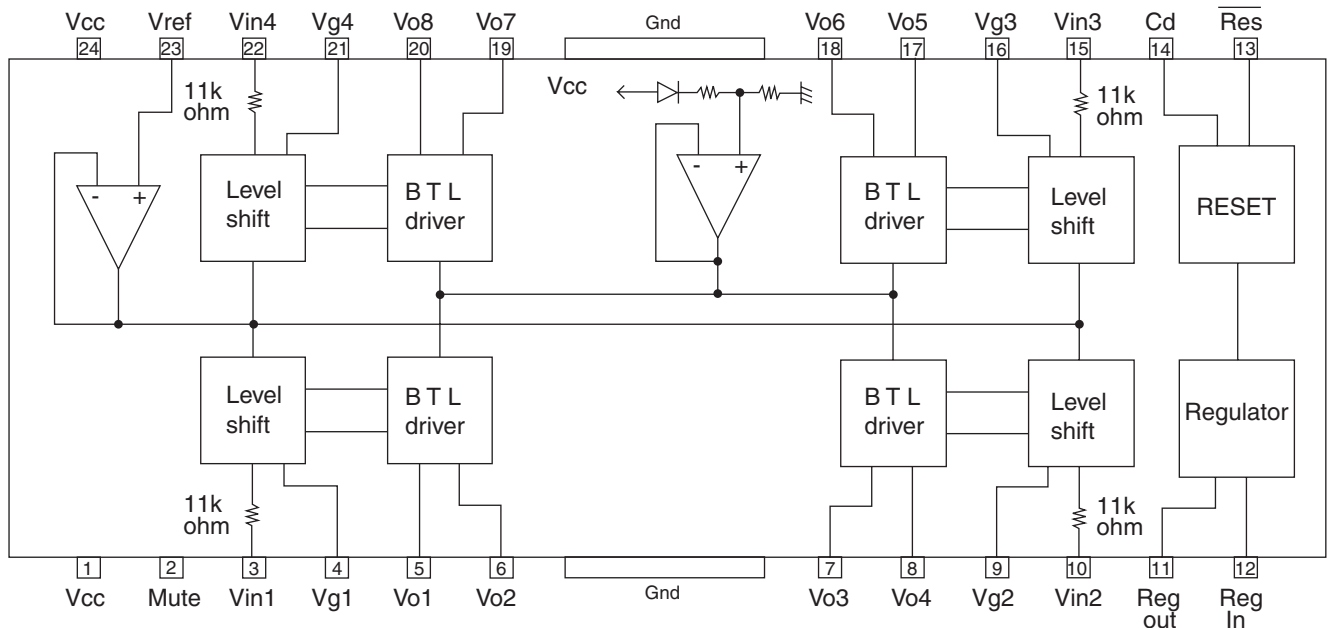 Vcc Vref Vin4 Vg4 Vo8 Vo7 Gnd Vo6 Vo5 Vg3 Vin3 Cd Res
24 23 22 21 20 19 18 17 16 15 14 13
11k
ohm
Vcc
11k
ohm
- +
Level
shift
B T L
driver
- +
B T L
driver
Level
shift
RESET
Level
shift
B T L
driver
B T L
driver
Level
shift
Regulator
11k
ohm
11k
ohm
1 2 3 4 5 6 7 8 9 10 11 12
Vcc Mute Vin1 Vg1 Vo1 Vo2 Gnd Vo3 Vo4 Vg2 Vin2 Reg
out
Reg
In